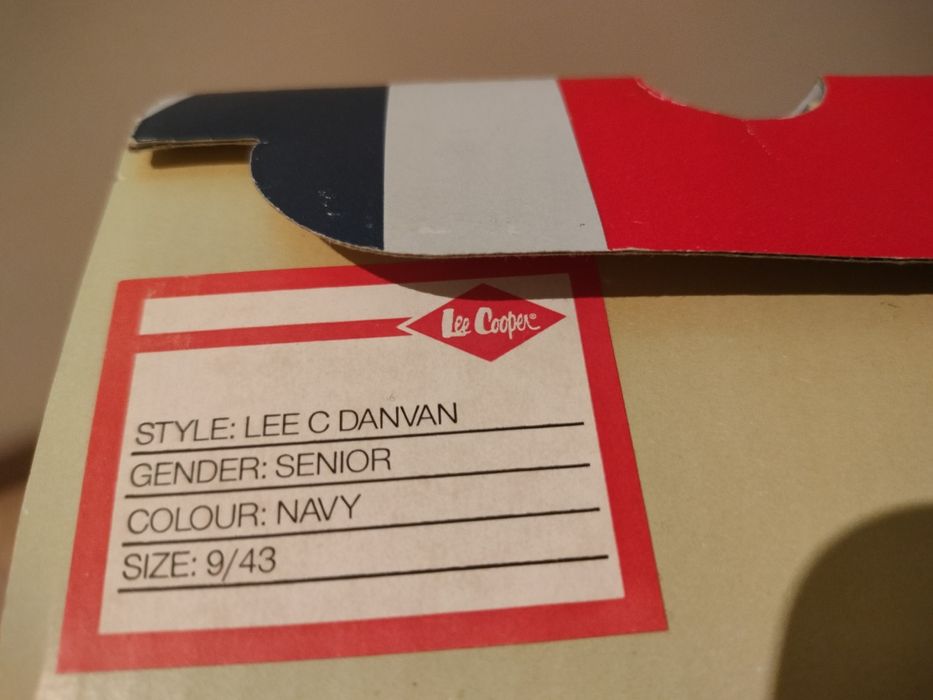 Lee Cooper®
STYLE: LEE C DANVAN
GENDER: SENIOR
COLOUR: NAVY
SIZE: 9/43